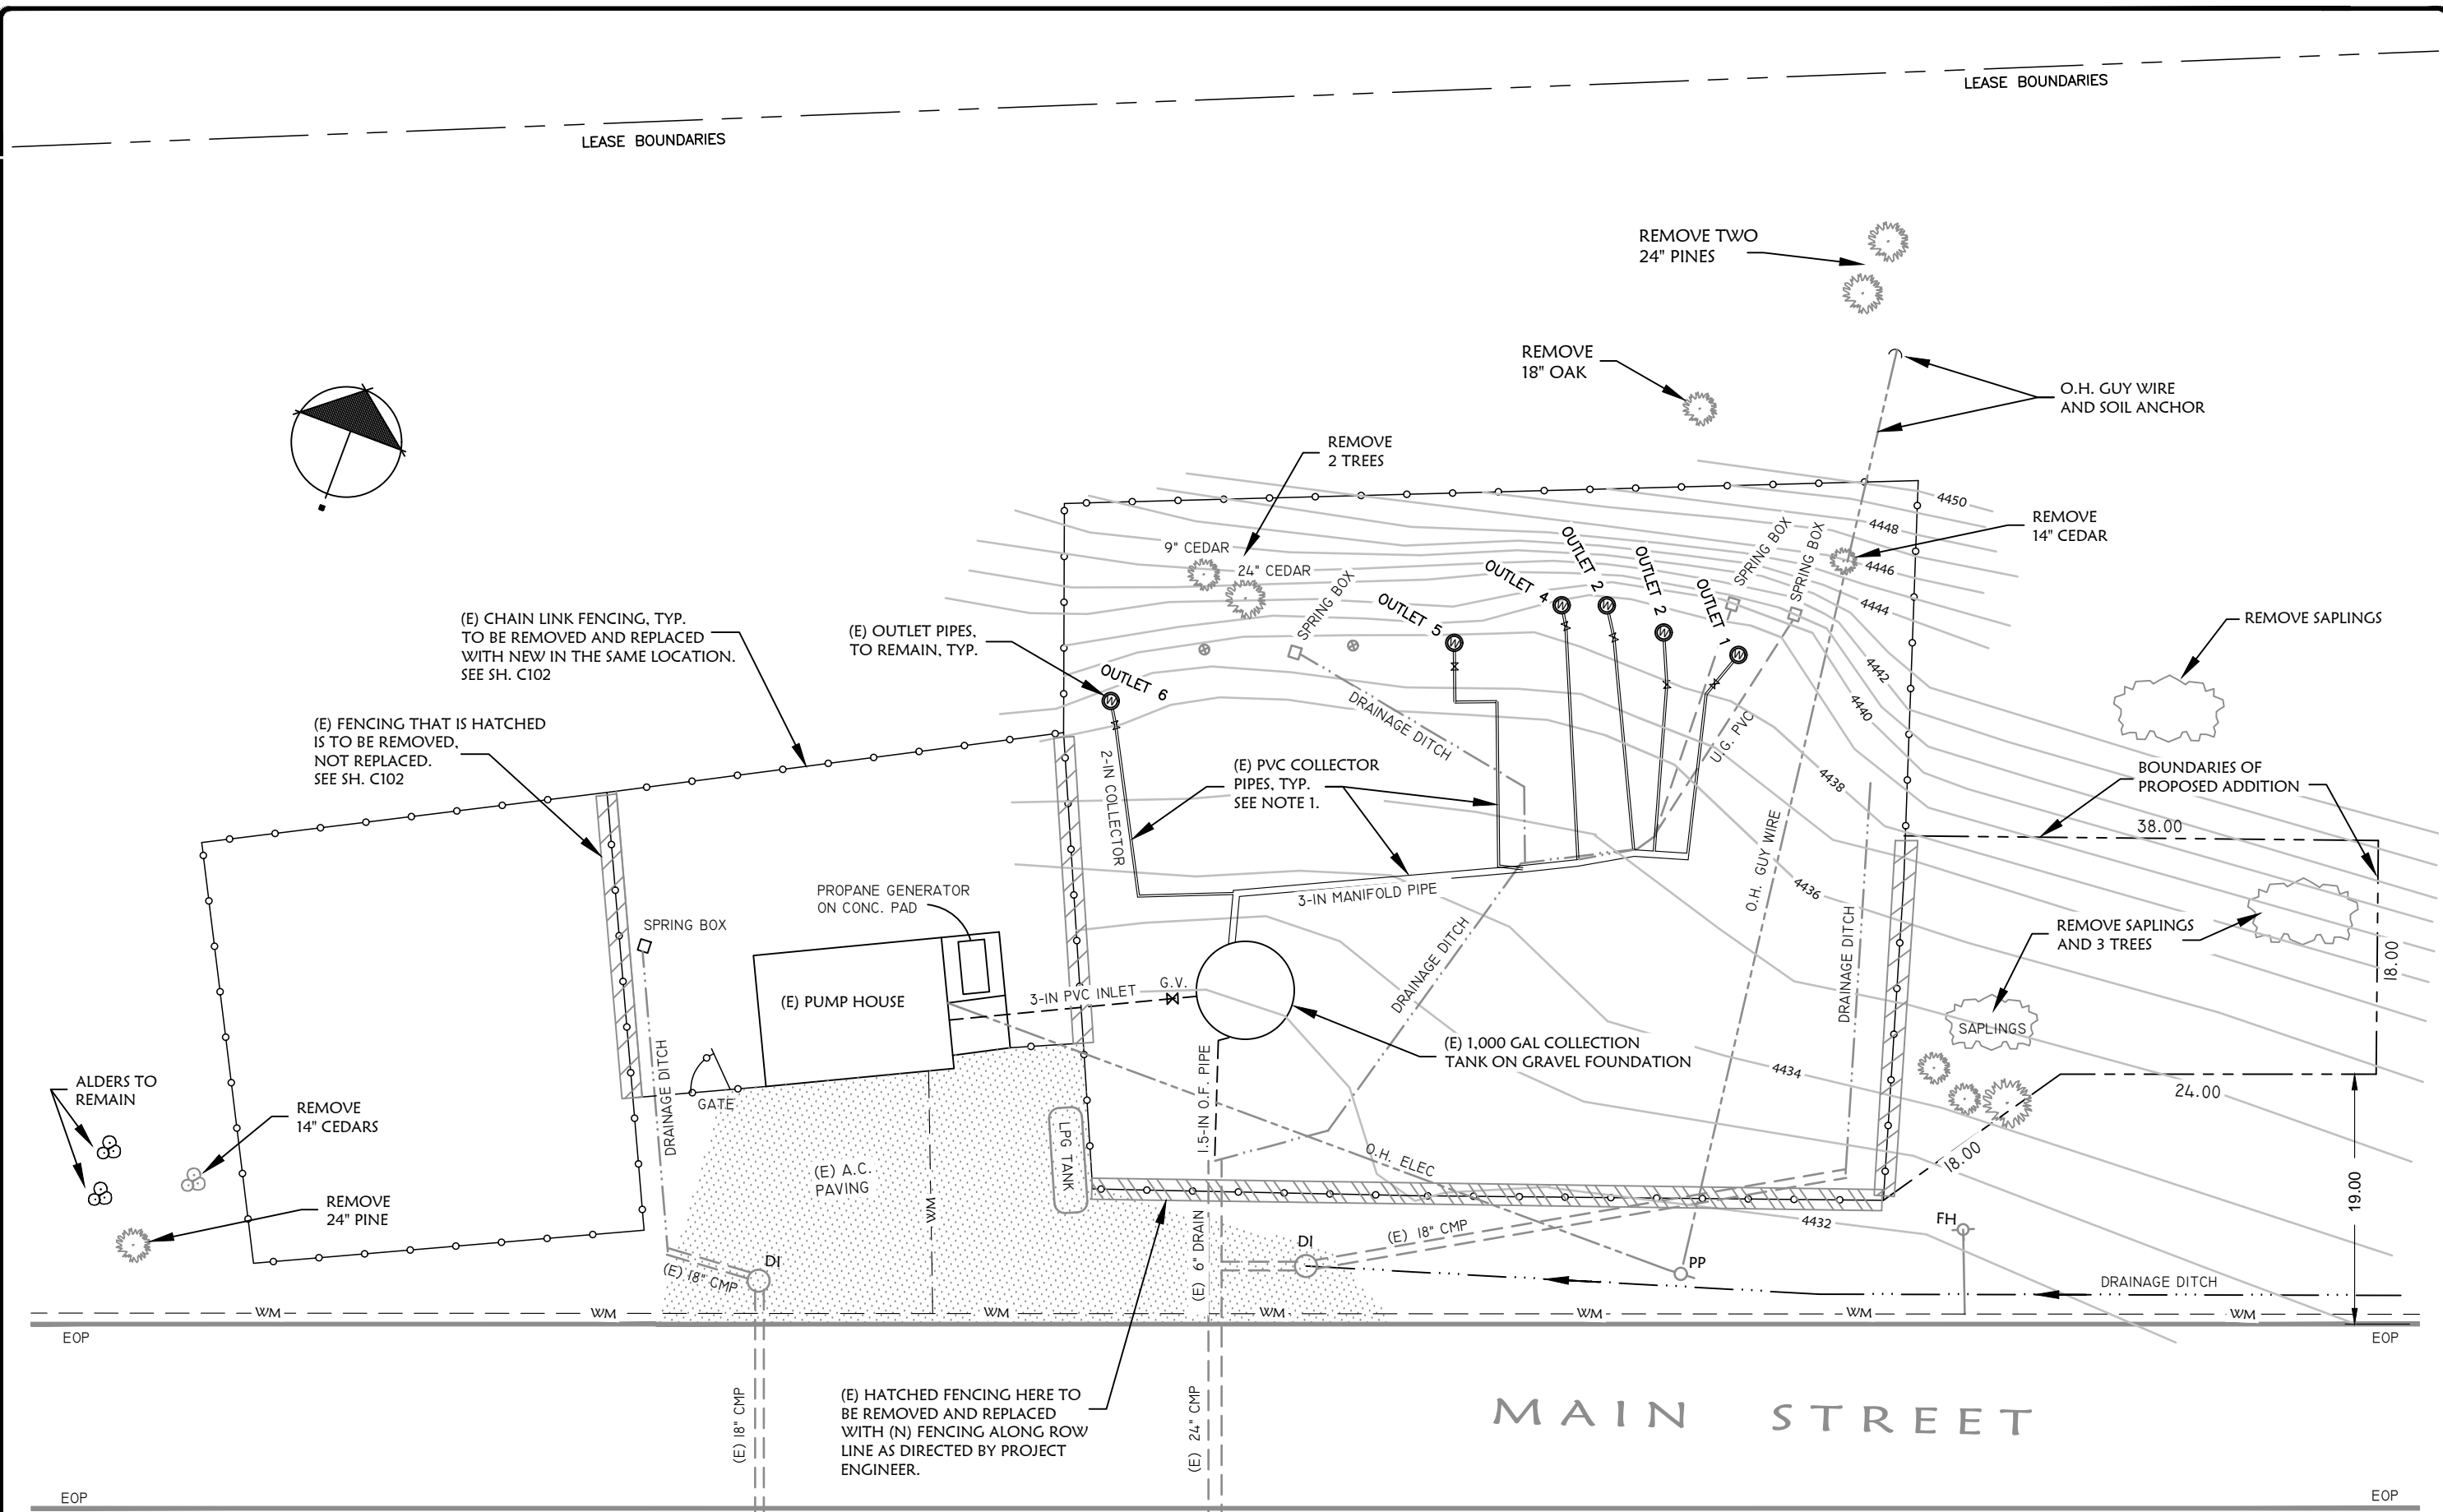 LEASE BOUNDARIES
LEASE BOUNDARIES
REMOVE TWO
24" PINES
REMOVE
18" OAK
O.H. GUY WIRE
AND SOIL ANCHOR
REMOVE
2 TREES
4450
4448
4446
4444
4442
4440
4438
4436
4434
4432
REMOVE
14" CEDAR
9" CEDAR
24" CEDAR
SPRING BOX
SPRING BOX
SPRING BOX
OUTLET 4
OUTLET 2
OUTLET 2
OUTLET 1
OUTLET 5
OUTLET 6
W
W
W
W
W
W
(E) CHAIN LINK FENCING, TYP.
TO BE REMOVED AND REPLACED
WITH NEW IN THE SAME LOCATION.
SEE SH. C102
(E) OUTLET PIPES,
TO REMAIN, TYP.
REMOVE SAPLINGS
(E) FENCING THAT IS HATCHED
IS TO BE REMOVED,
NOT REPLACED.
SEE SH. C102
DRAINAGE DITCH
U.G. PVC
2-IN COLLECTOR
(E) PVC COLLECTOR
PIPES, TYP.
SEE NOTE 1.
BOUNDARIES OF
PROPOSED ADDITION
38.00
18.00
PROPANE GENERATOR
ON CONC. PAD
3-IN MANIFOLD PIPE
O.H. GUY WIRE
DRAINAGE DITCH
DRAINAGE DITCH
SPRING BOX
REMOVE SAPLINGS
AND 3 TREES
SAPLINGS
(E) PUMP HOUSE
3-IN PVC INLET
G.V.
(E) 1,000 GAL COLLECTION
TANK ON GRAVEL FOUNDATION
1.5-IN O.F. PIPE
DRAINAGE DITCH
GATE
24.00
18.00
19.00
ALDERS TO
REMAIN
REMOVE
14" CEDARS
REMOVE
24" PINE
(E) A.C.
PAVING
LPG TANK
O.H. ELEC
WM
(E) 6" DRAIN
(E) 18" CMP
DI
(E) 18" CMP
DI
PP
FH
DRAINAGE DITCH
WM
WM
WM
WM
WM
WM
WM
EOP
EOP
(E) 18" CMP
(E) 24" CMP
(E) HATCHED FENCING HERE TO
BE REMOVED AND REPLACED
WITH (N) FENCING ALONG ROW
LINE AS DIRECTED BY PROJECT
ENGINEER.
MAIN STREET
EOP
EOP